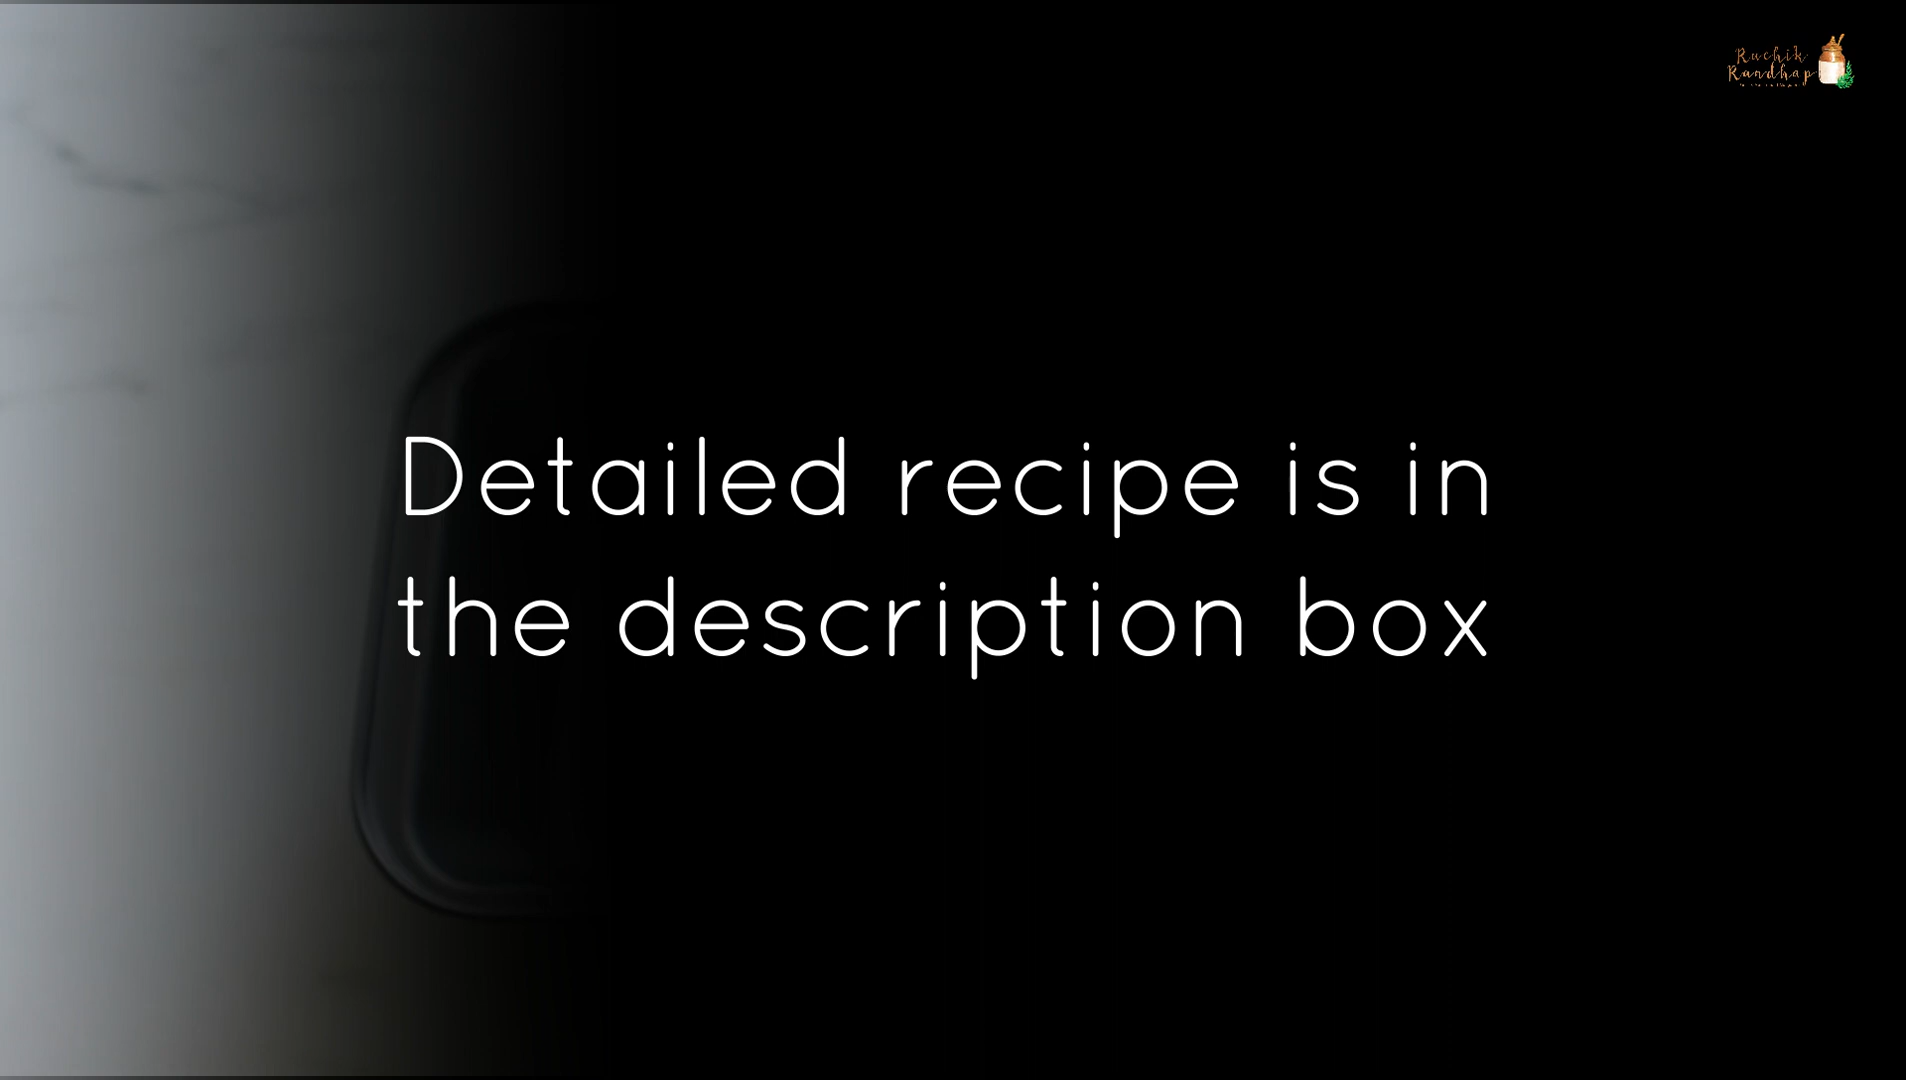 Ruchik
Randhap
Detailed recipe is in
the description box